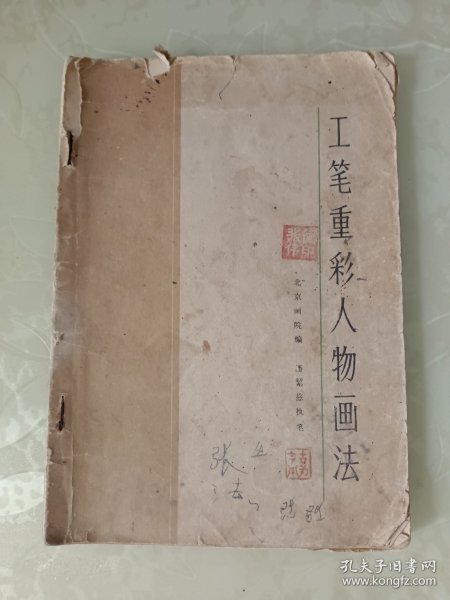 工笔重彩人物画法
北京画院编 潘絜兹执笔
張
孔夫子旧书网
www.kongfz.com